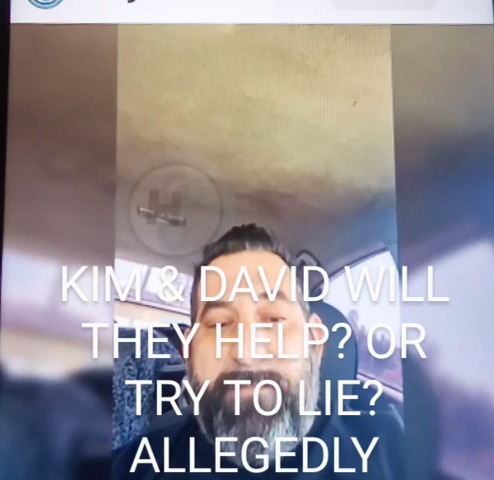 KIM & DAVID WILL
THEY HELP? OR
TRY TO LIE?
ALLEGEDLY